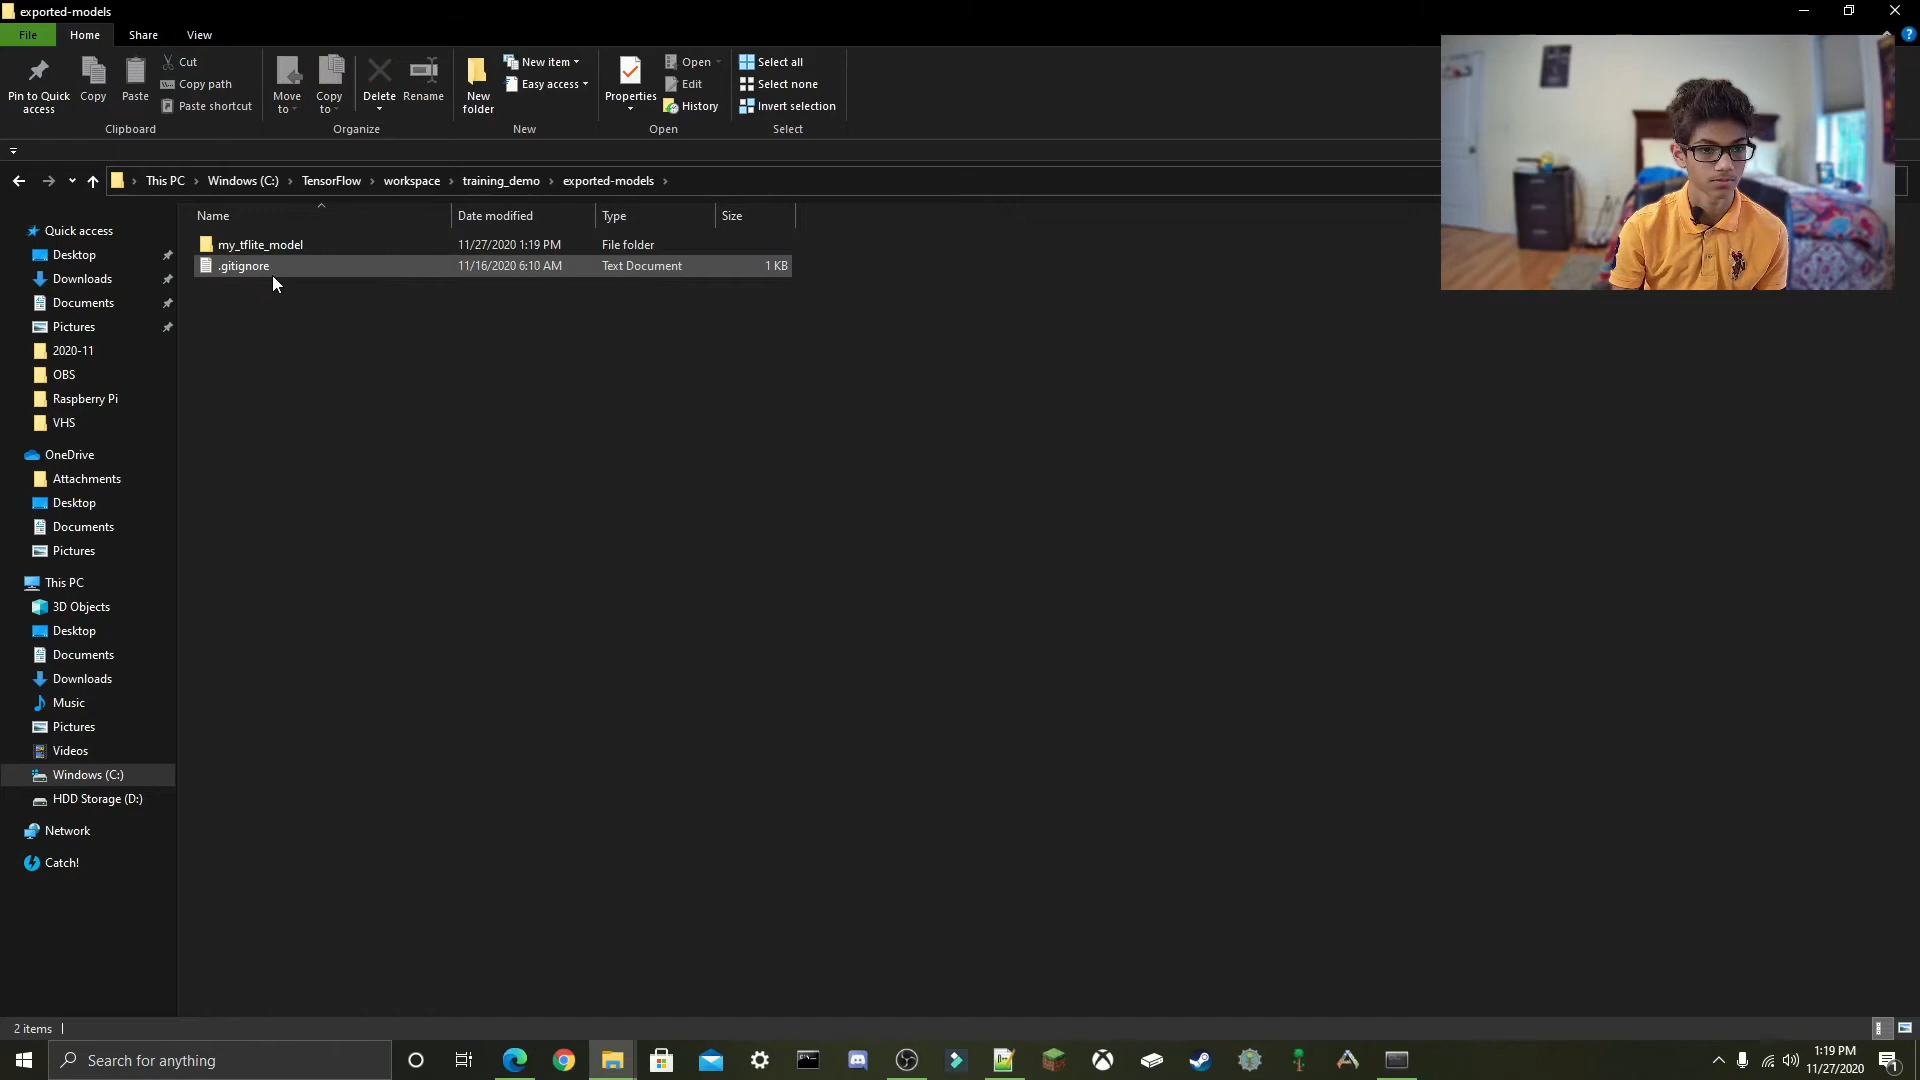 exported-models
File Home Share View
Pin to Quick access
Copy
Paste
Cut
Copy path
Paste shortcut
Clipboard
Move to
Copy to
Delete
Rename
Organize
New folder
New item
Easy access
New
Properties
Open
Edit
History
Open
Select all
Select none
Invert selection
Select
This PC > Windows (C:) > TensorFlow > workspace > training_demo > exported-models >
Name Date modified Type Size
my_tflite_model 11/27/2020 1:19 PM File folder
.gitignore 11/16/2020 6:10 AM Text Document 1 KB
Quick access
Desktop
Downloads
Documents
Pictures
2020-11
OBS
Raspberry Pi
VHS
OneDrive
Attachments
Desktop
Documents
Pictures
This PC
3D Objects
Desktop
Documents
Downloads
Music
Pictures
Videos
Windows (C:)
HDD Storage (D:)
Network
Catch!
2 items
Search for anything
1:19 PM
11/27/2020
1